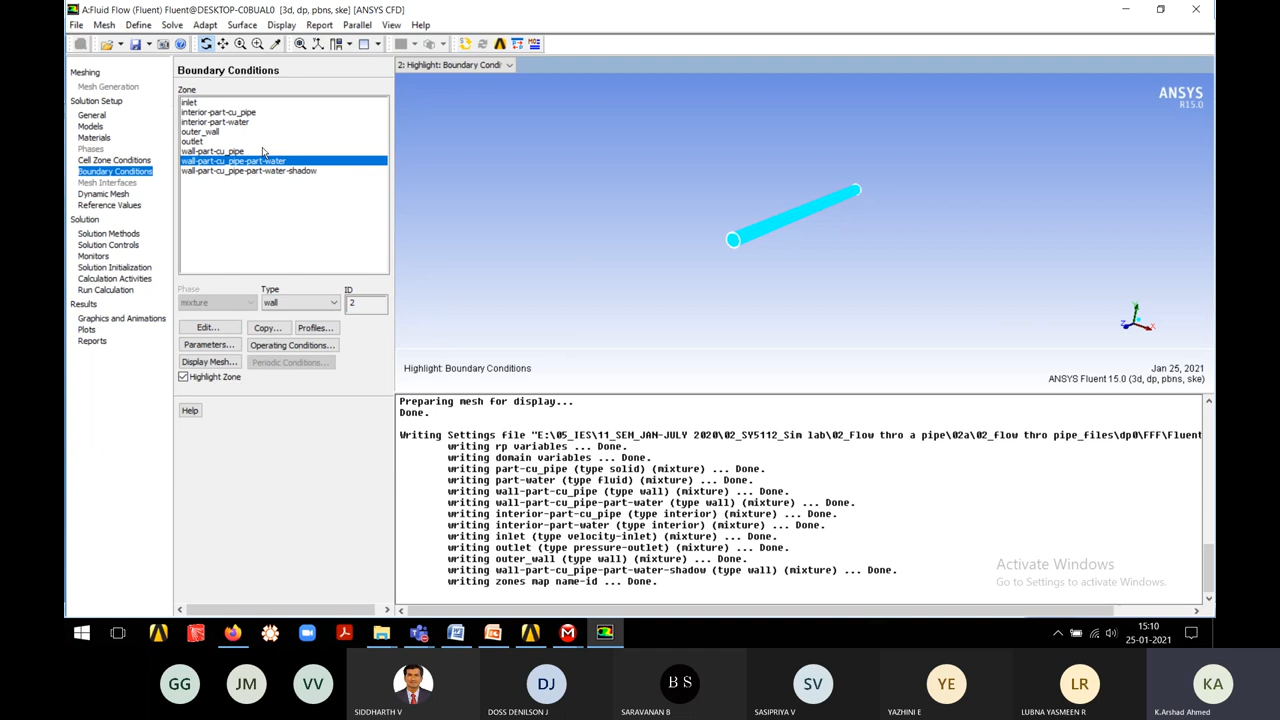 A:Fluid Flow (Fluent) Fluent@DESKTOP-C0BUAL0 [3d, dp, pbns, ske] [ANSYS CFD]
File Mesh Define Solve Adapt Surface Display Report Parallel View Help
Meshing
Mesh Generation
Solution Setup
General
Models
Materials
Phases
Cell Zone Conditions
Boundary Conditions
Mesh Interfaces
Dynamic Mesh
Reference Values
Solution
Solution Methods
Solution Controls
Monitors
Solution Initialization
Calculation Activities
Run Calculation
Results
Graphics and Animations
Plots
Reports
Boundary Conditions
Zone
inlet
interior-part-cu_pipe
interior-part-water
outer_wall
outlet
wall-part-cu_pipe
wall-part-cu_pipe-part-water
wall-part-cu_pipe-part-water-shadow
Phase Type ID
mixture wall 2
Edit... Copy... Profiles...
Parameters... Operating Conditions...
Display Mesh... Periodic Conditions...
Highlight Zone
Help
2: Highlight: Boundary Condi
ANSYS
R15.0
Y
Z X
Highlight: Boundary Conditions
Jan 25, 2021
ANSYS Fluent 15.0 (3d, dp, pbns, ske)
Preparing mesh for display...
Done.
Writing Settings file "E:\05_IES\11_SEM_JAN-JULY 2020\02_SY5112_Sim lab\02_Flow thro a pipe\02a\02_flow thro pipe_files\dp0\FFF\Fluent
writing rp variables ... Done.
writing domain variables ... Done.
writing part-cu_pipe (type solid) (mixture) ... Done.
writing part-water (type fluid) (mixture) ... Done.
writing wall-part-cu_pipe (type wall) (mixture) ... Done.
writing wall-part-cu_pipe-part-water (type wall) (mixture) ... Done.
writing interior-part-cu_pipe (type interior) (mixture) ... Done.
writing interior-part-water (type interior) (mixture) ... Done.
writing inlet (type velocity-inlet) (mixture) ... Done.
writing outlet (type pressure-outlet) (mixture) ... Done.
writing outer_wall (type wall) (mixture) ... Done.
writing wall-part-cu_pipe-part-water-shadow (type wall) (mixture) ... Done.
writing zones map name-id ... Done.
Activate Windows
Go to Settings to activate Windows.
15:10
25-01-2021
GG JM VV DJ B S SV YE LR KA
SIDDHARTH V DOSS DENILSON J SARAVANAN B SASIPRIYA V YAZHINI E LUBNA YASMEEN R K.Arshad Ahmed